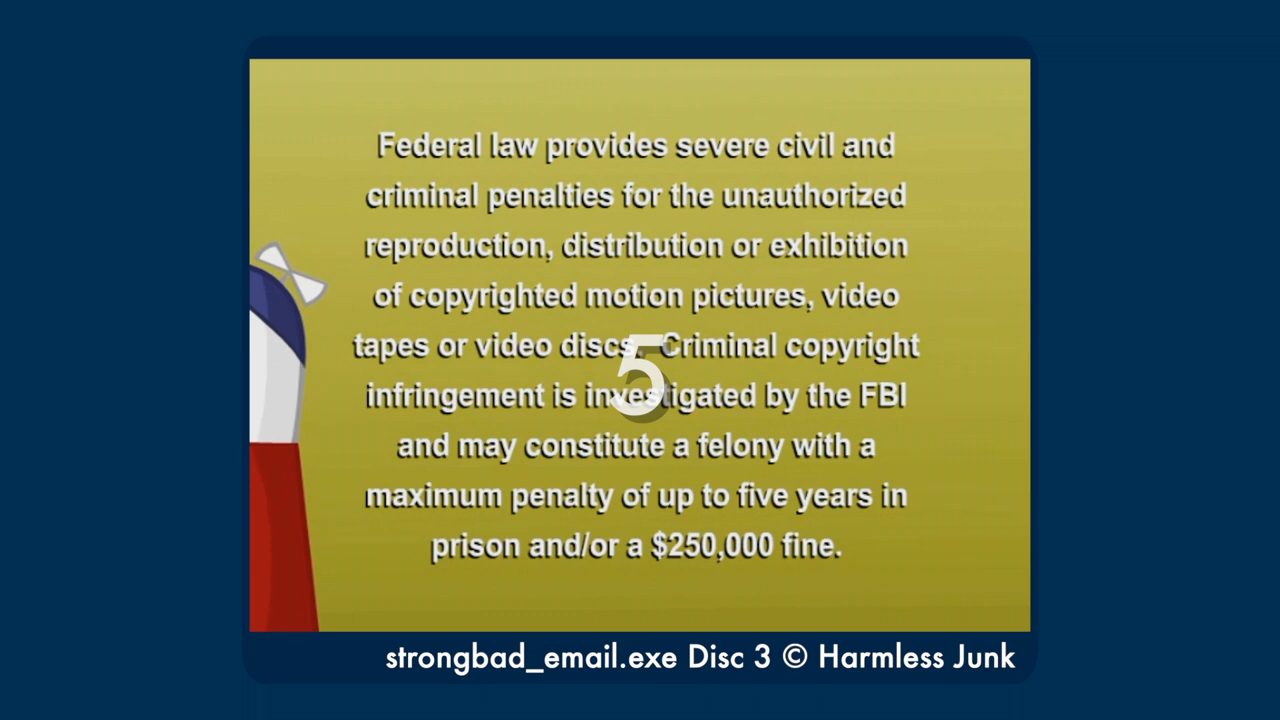 Federal law provides severe civil and
criminal penalties for the unauthorized
reproduction, distribution or exhibition
of copyrighted motion pictures, video
tapes or video discs. Criminal copyright
infringement is investigated by the FBI
and may constitute a felony with a
maximum penalty of up to five years in
prison and/or a $250,000 fine.
5
strongbad_email.exe Disc 3 © Harmless Junk